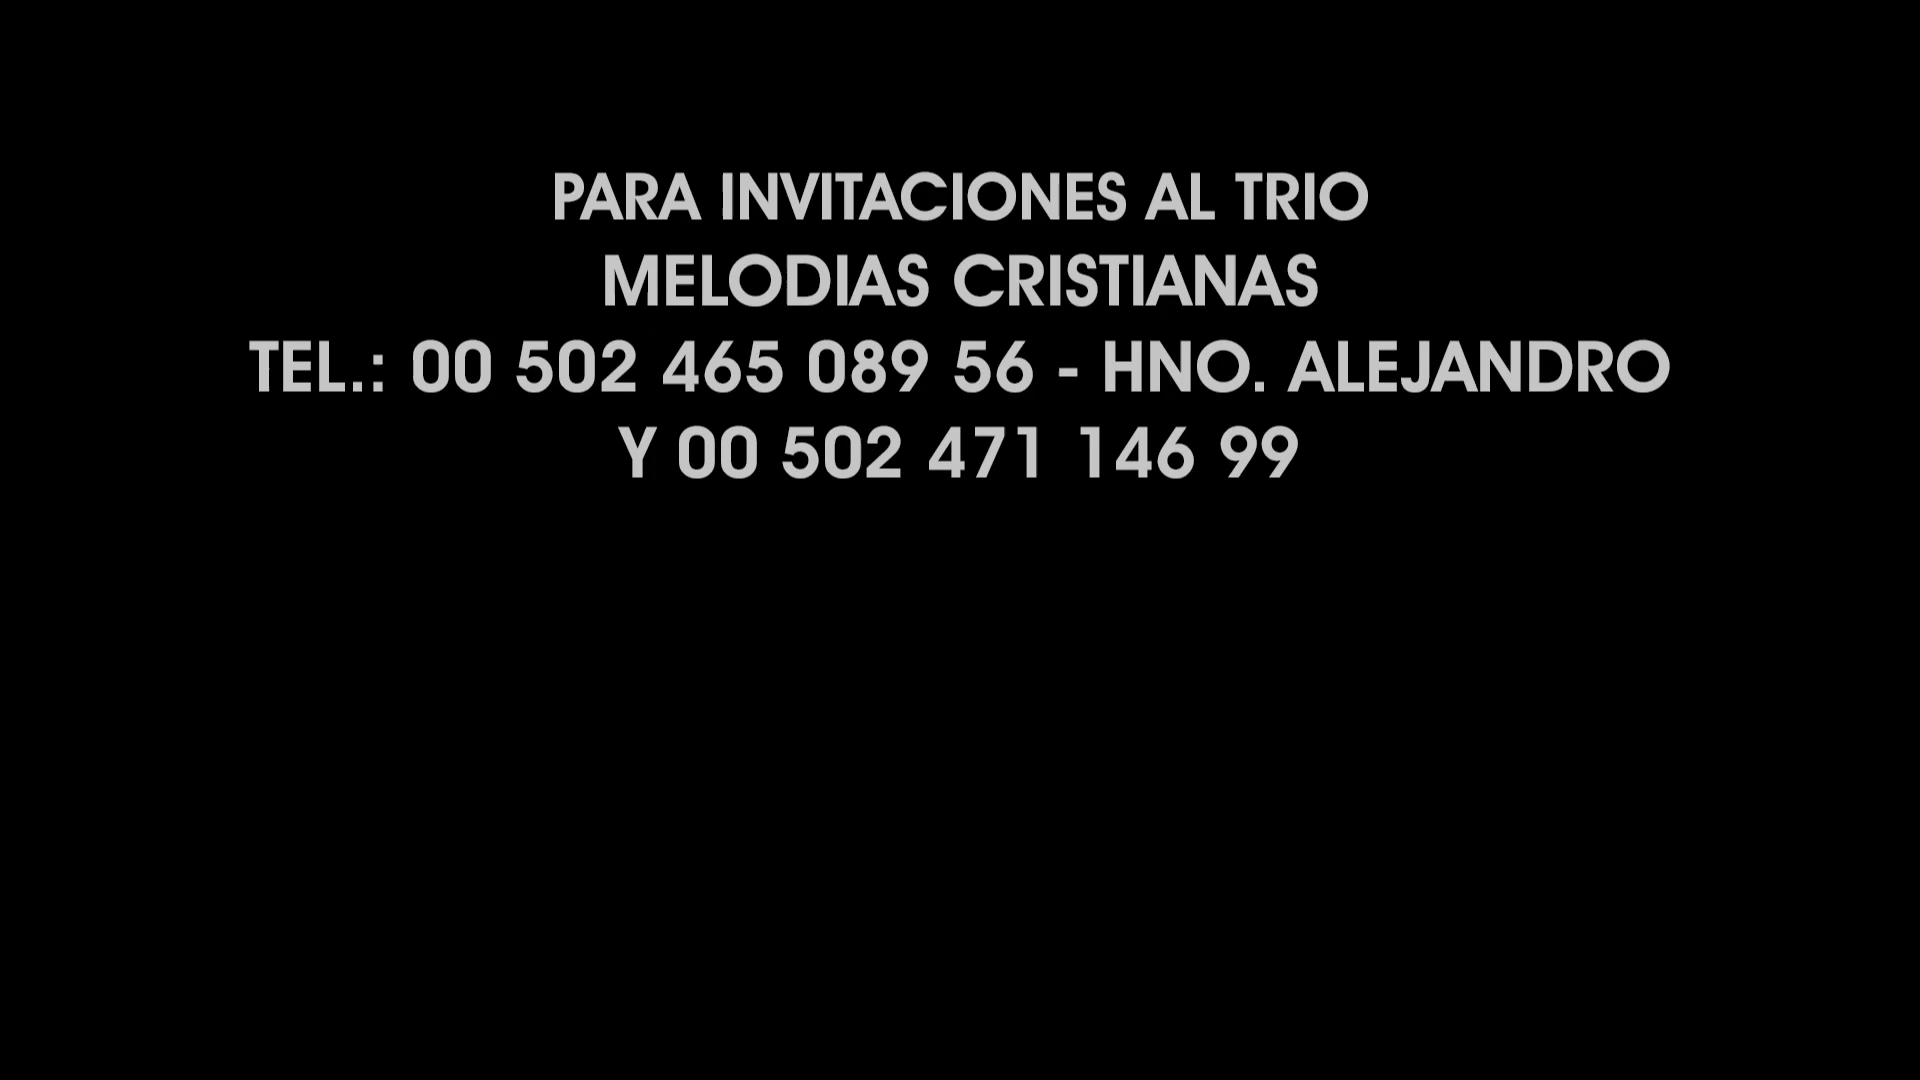 PARA INVITACIONES AL TRIO
MELODIAS CRISTIANAS
TEL.: 00 502 465 089 56 - HNO. ALEJANDRO
Y 00 502 471 146 99